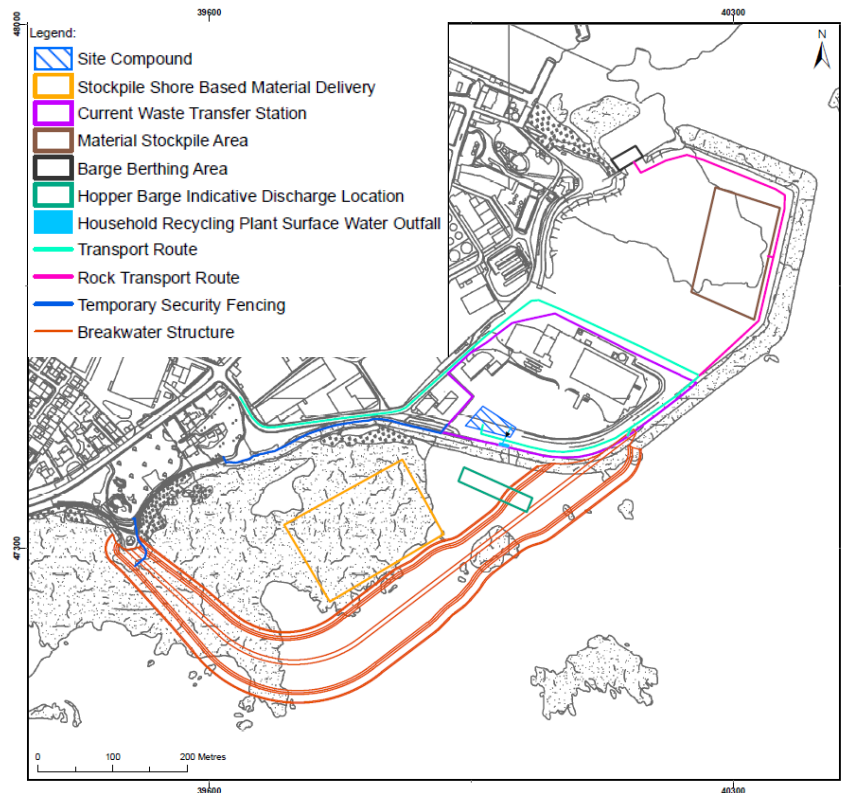 39600
40300
48000
Legend:
N
Site Compound
Stockpile Shore Based Material Delivery
Current Waste Transfer Station
Material Stockpile Area
Barge Berthing Area
Hopper Barge Indicative Discharge Location
Household Recycling Plant Surface Water Outfall
Transport Route
Rock Transport Route
Temporary Security Fencing
Breakwater Structure
47300
0
100
200 Metres
39600
40300